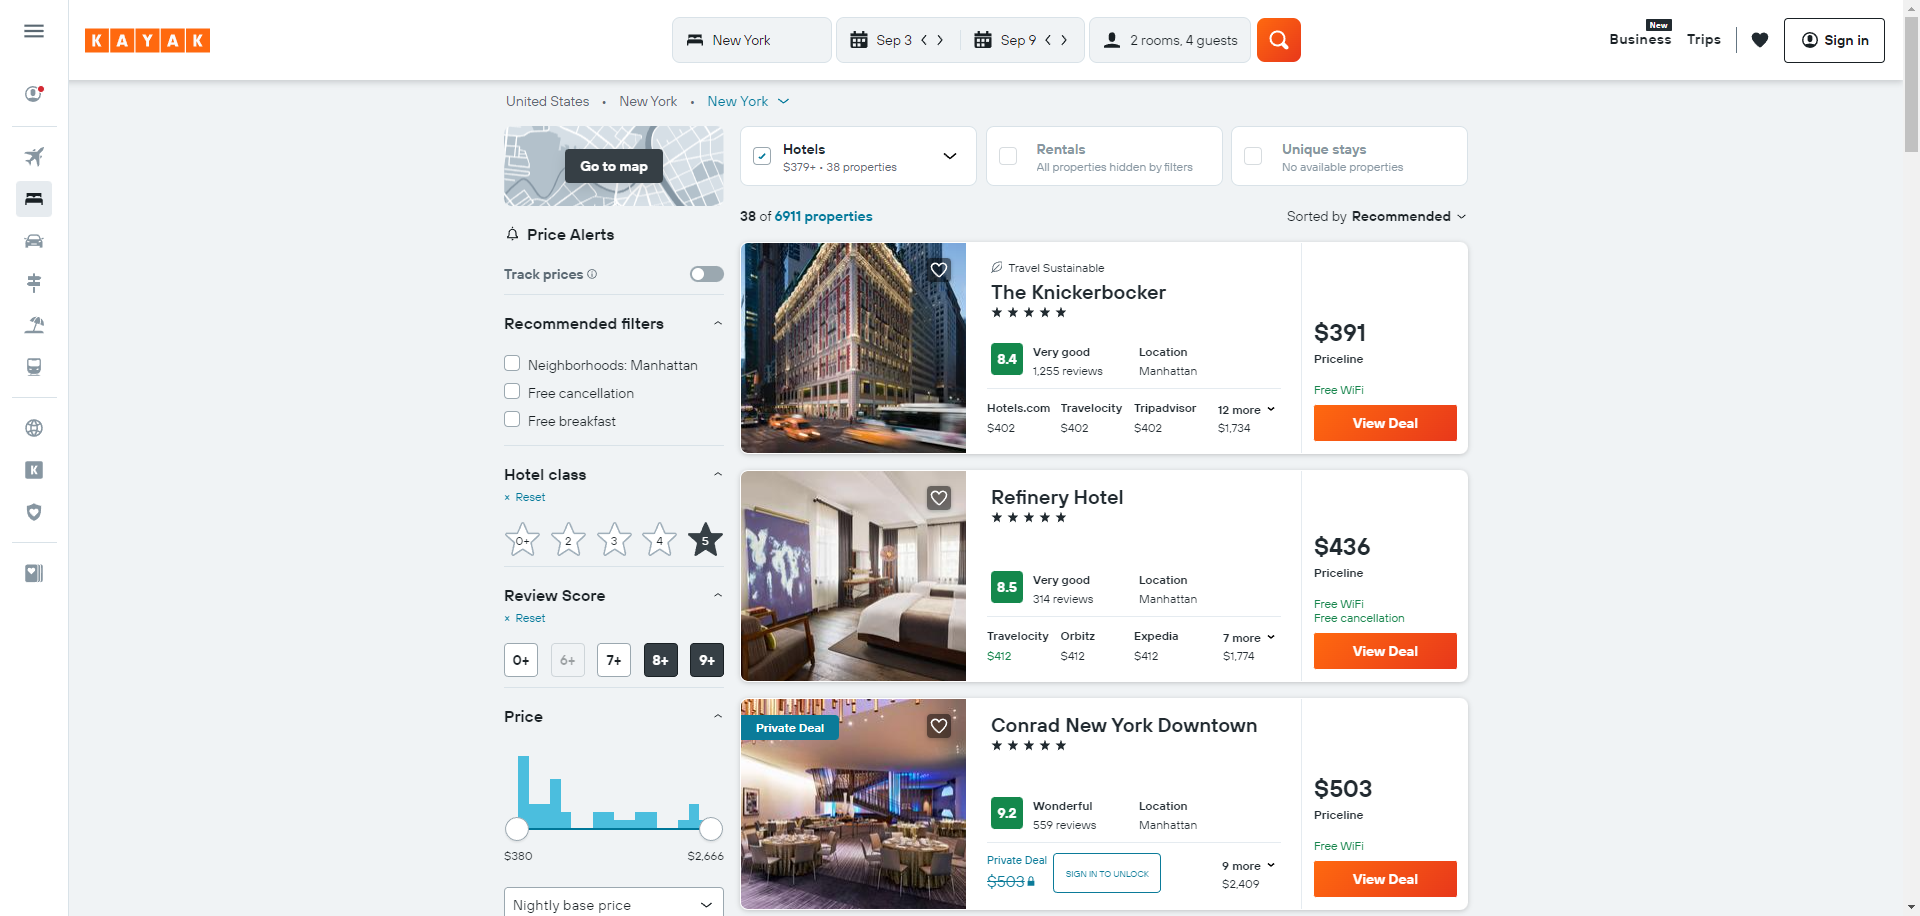 KAYAK
New York
Sep 3
Sep 9
2 rooms, 4 guests
New
Business
Trips
Sign in
United States • New York • New York
Go to map
Price Alerts
Track prices
Recommended filters
Neighborhoods: Manhattan
Free cancellation
Free breakfast
Hotel class
× Reset
0+ 2 3 4 5
Review Score
× Reset
0+ 6+ 7+ 8+ 9+
Price
$380 $2,666
Nightly base price
Hotels
$379+ • 38 properties
Rentals
All properties hidden by filters
Unique stays
No available properties
38 of 6911 properties
Sorted by Recommended
Travel Sustainable
The Knickerbocker
8.4
Very good
1,255 reviews
Location
Manhattan
Hotels.com Travelocity Tripadvisor 12 more
$402 $402 $402 $1,734
$391
Priceline
Free WiFi
View Deal
Refinery Hotel
8.5
Very good
314 reviews
Location
Manhattan
Travelocity Orbitz Expedia 7 more
$412 $412 $412 $1,774
$436
Priceline
Free WiFi
Free cancellation
View Deal
Private Deal
Conrad New York Downtown
9.2
Wonderful
559 reviews
Location
Manhattan
Private Deal
$503
SIGN IN TO UNLOCK
9 more
$2,409
$503
Priceline
Free WiFi
View Deal
K